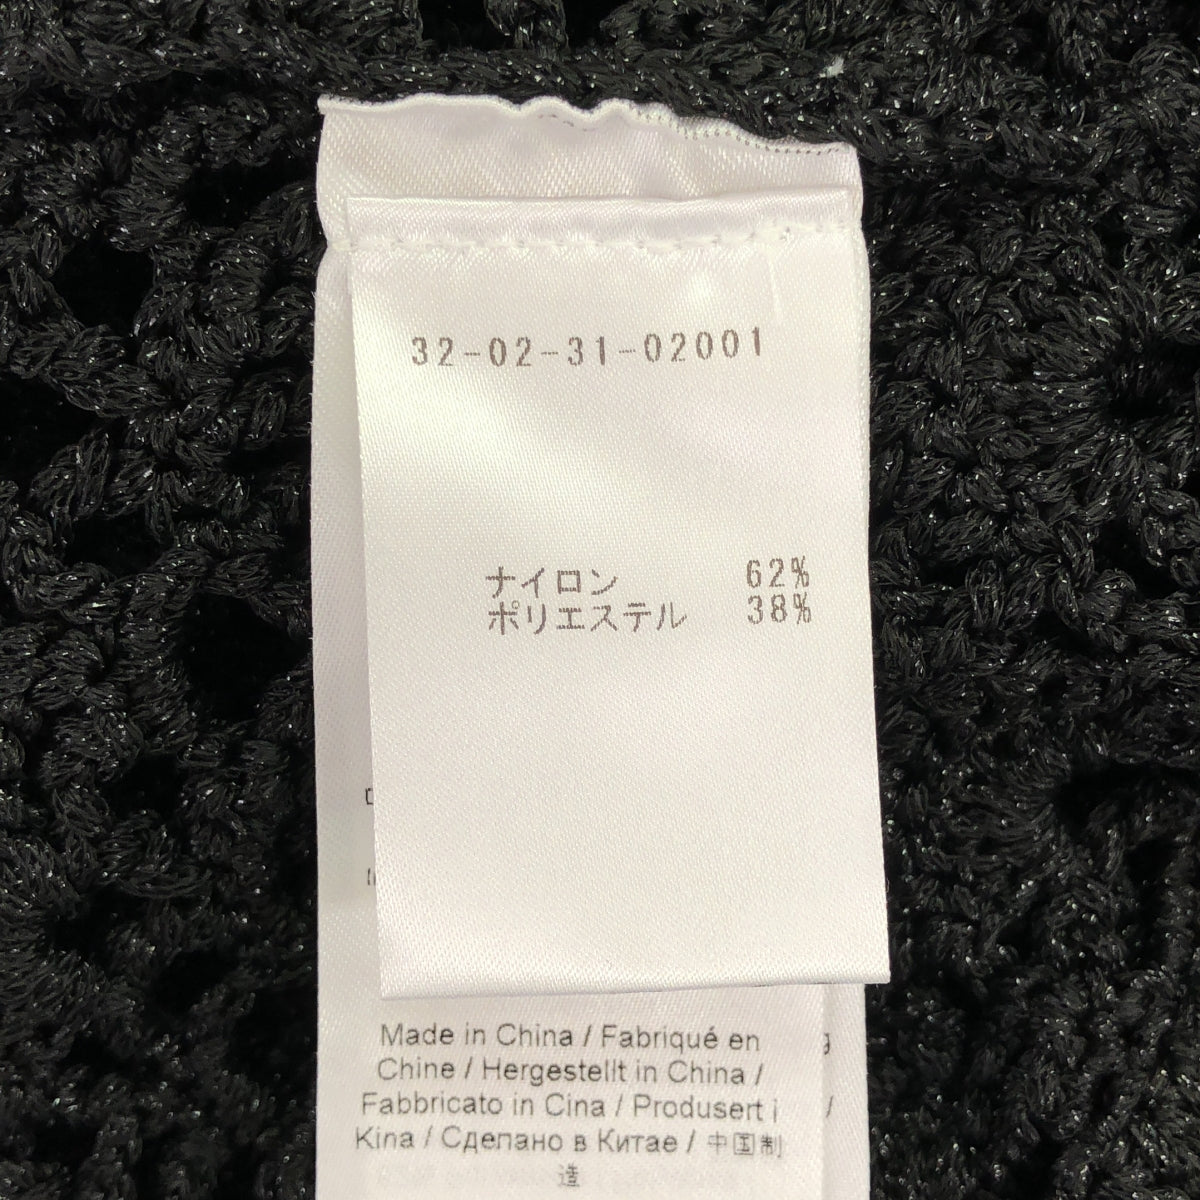 32-02-31-02001
ナイロン 62%
ポリエステル 38%
Made in China / Fabriqué en
Chine / Hergestellt in China /
Fabbricato in Cina / Produsert i
Kina / Сделано в Китае / 中国制
造